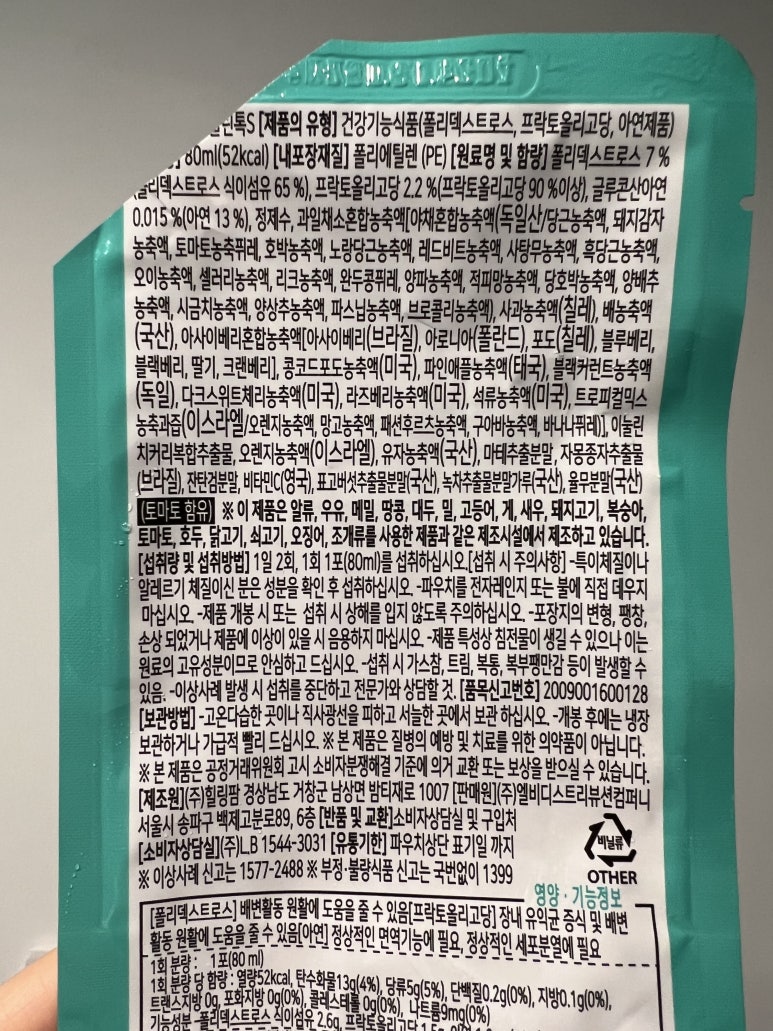 [제품의 유형] 건강기능식품(폴리덱스트로스, 프락토올리고당, 아연제품)
80ml(52kcal) [내포장재질] 폴리에틸렌 (PE) [원료명 및 함량] 폴리덱스트로스 7 %
(폴리덱스트로스 식이섬유 65 %), 프락토올리고당 2.2 %(프락토올리고당 90 %이상), 글루콘산아연
0.015 %(아연 13 %), 정제수, 과일채소혼합농축액[야채혼합농축액(독일산/당근농축액, 돼지감자
농축액, 토마토농축퓌레, 호박농축액, 노랑당근농축액, 레드비트농축액, 사탕무농축액, 흑당근농축액,
오이농축액, 셀러리농축액, 리크농축액, 완두콩퓌레, 양파농축액, 적피망농축액, 당호박농축액, 양배추
농축액, 시금치농축액, 양상추농축액, 파스닙농축액, 브로콜리농축액), 사과농축액(칠레), 배농축액
(국산), 아사이베리혼합농축액[아사이베리(브라질), 아로니아(폴란드), 포도(칠레), 블루베리,
블랙베리, 딸기, 크랜베리], 콩코드포도농축액(미국), 파인애플농축액(태국), 블랙커런트농축액
(독일), 다크스위트체리농축액(미국), 라즈베리농축액(미국), 석류농축액(미국), 트로피컬믹스
농축과즙(이스라엘/오렌지농축액, 망고농축액, 패션후르츠농축액, 구아바농축액, 바나나퓌레)], 이눌린
치커리복합추출물, 오렌지농축액(이스라엘), 유자농축액(국산), 마테추출분말, 자몽종자추출물
(브라질), 잔탄검분말, 비타민C(영국), 표고버섯추출물분말(국산), 녹차추출물분말가루(국산), 율무분말(국산)
(토마토 함유) ※ 이 제품은 알류, 우유, 메밀, 땅콩, 대두, 밀, 고등어, 게, 새우, 돼지고기, 복숭아,
토마토, 호두, 닭고기, 쇠고기, 오징어, 조개류를 사용한 제품과 같은 제조시설에서 제조하고 있습니다.
[섭취량 및 섭취방법] 1일 2회, 1회 1포(80ml)를 섭취하십시오.[섭취 시 주의사항] -특이체질이나
알레르기 체질이신 분은 성분을 확인 후 섭취하십시오. -파우치를 전자레인지 또는 불에 직접 데우지
마십시오. -제품 개봉 시 또는 섭취 시 상해를 입지 않도록 주의하십시오. -포장지의 변형, 팽창,
손상 되었거나 제품에 이상이 있을 시 음용하지 마십시오. -제품 특성상 침전물이 생길 수 있으나 이는
원료의 고유성분이므로 안심하고 드십시오. -섭취 시 가스참, 트림, 복통, 복부팽만감 등이 발생할 수
있음. -이상사례 발생 시 섭취를 중단하고 전문가와 상담할 것. [품목신고번호] 2009001600128
[보관방법] -고온다습한 곳이나 직사광선을 피하고 서늘한 곳에서 보관 하십시오. -개봉 후에는 냉장
보관하거나 가급적 빨리 드십시오. ※ 본 제품은 질병의 예방 및 치료를 위한 의약품이 아닙니다.
※ 본 제품은 공정거래위원회 고시 소비자분쟁해결 기준에 의거 교환 또는 보상을 받으실 수 있습니다.
[제조원](주)힐링팜 경상남도 거창군 남상면 밤티재로 1007 [판매원](주)엘비디스트리뷰션컴퍼니
서울시 송파구 백제고분로89, 6층 [반품 및 교환]소비자상담실 및 구입처
[소비자상담실](주)L.B 1544-3031 [유통기한] 파우치상단 표기일 까지
※ 이상사례 신고는 1577-2488 ※ 부정·불량식품 신고는 국번없이 1399
비닐류
OTHER
영양·기능정보
[폴리덱스트로스] 배변활동 원활에 도움을 줄 수 있음[프락토올리고당] 장내 유익균 증식 및 배변
활동 원활에 도움을 줄 수 있음[아연] 정상적인 면역기능에 필요, 정상적인 세포분열에 필요
1회 분량 : 1포(80 ml)
1회 분량 당 함량 : 열량52kcal, 탄수화물13g(4%), 당류5g(5%), 단백질0.2g(0%), 지방0.1g(0%),
트랜스지방 0g, 포화지방 0g(0%), 콜레스테롤 0g(0%), 나트륨9mg(0%)
기능성분 -폴리덱스트로스 식이섬유 2.6g, 프락토올리고당